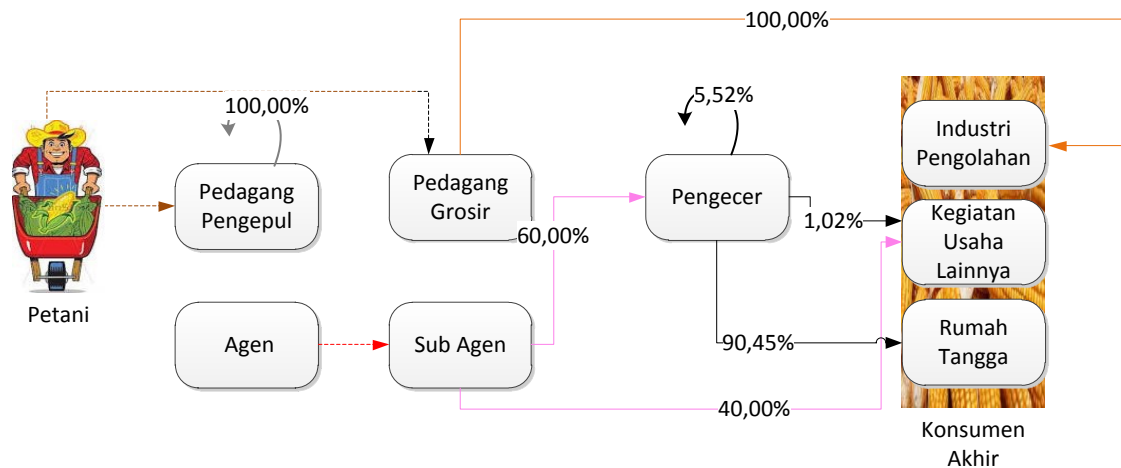 100,00%
100,00%
5,52%
Industri
Pengolahan
Pedagang
Pengepul
Pedagang
Grosir
Pengecer
60,00%
1,02%
Kegiatan
Usaha
Lainnya
Petani
Agen
Sub Agen
90,45%
Rumah
Tangga
40,00%
Konsumen
Akhir